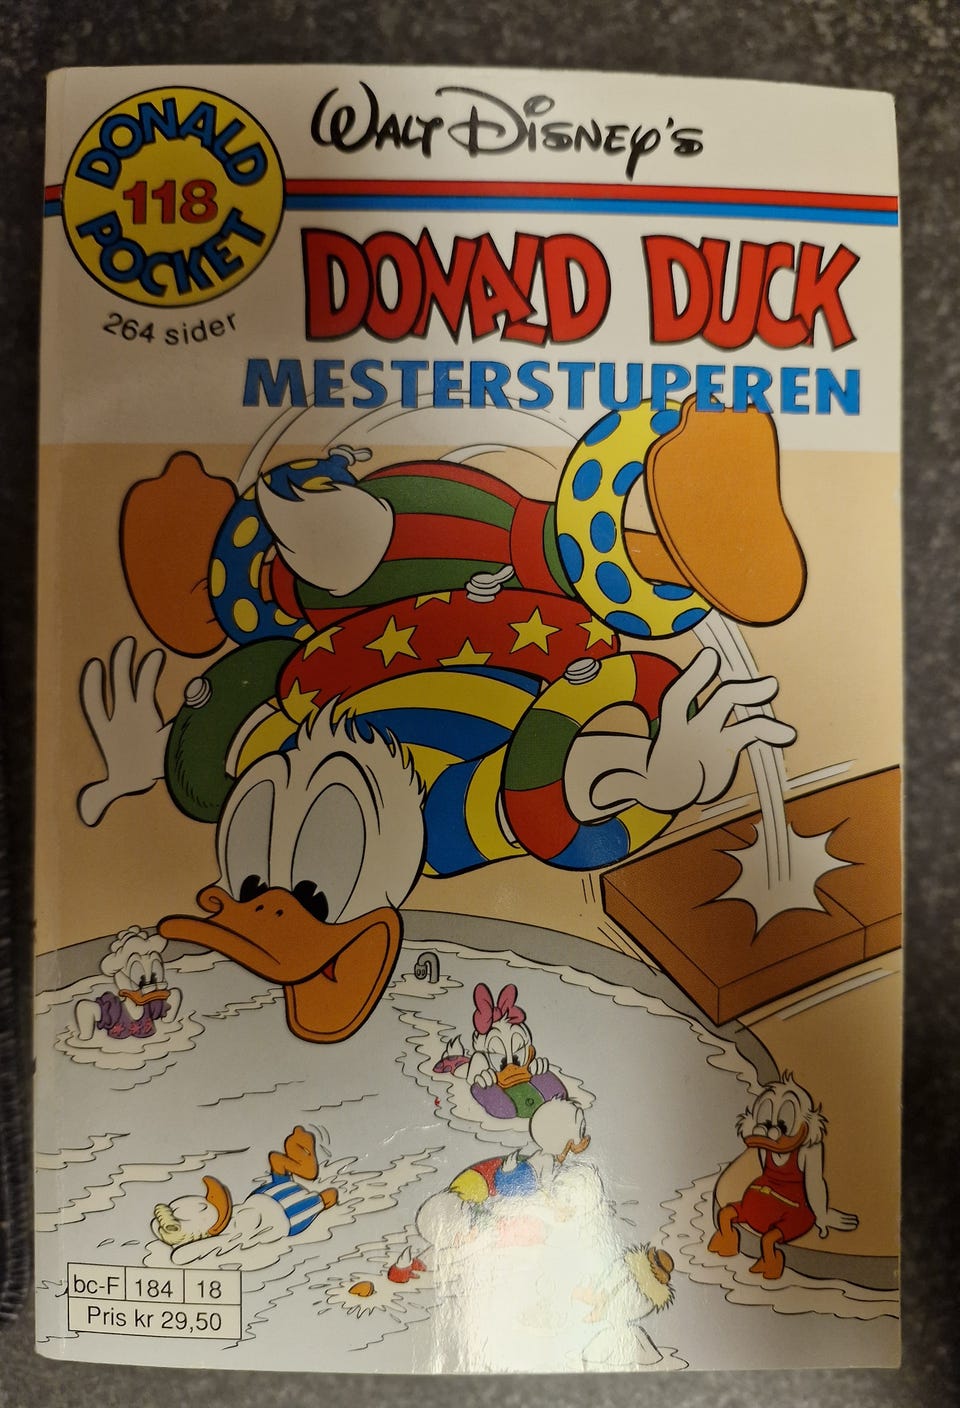 WALT DISNEY'S
DONALD
118
POCKET
264 sider
DONALD DUCK
MESTERSTUPEREN
bc-F 184 18
Pris kr 29,50